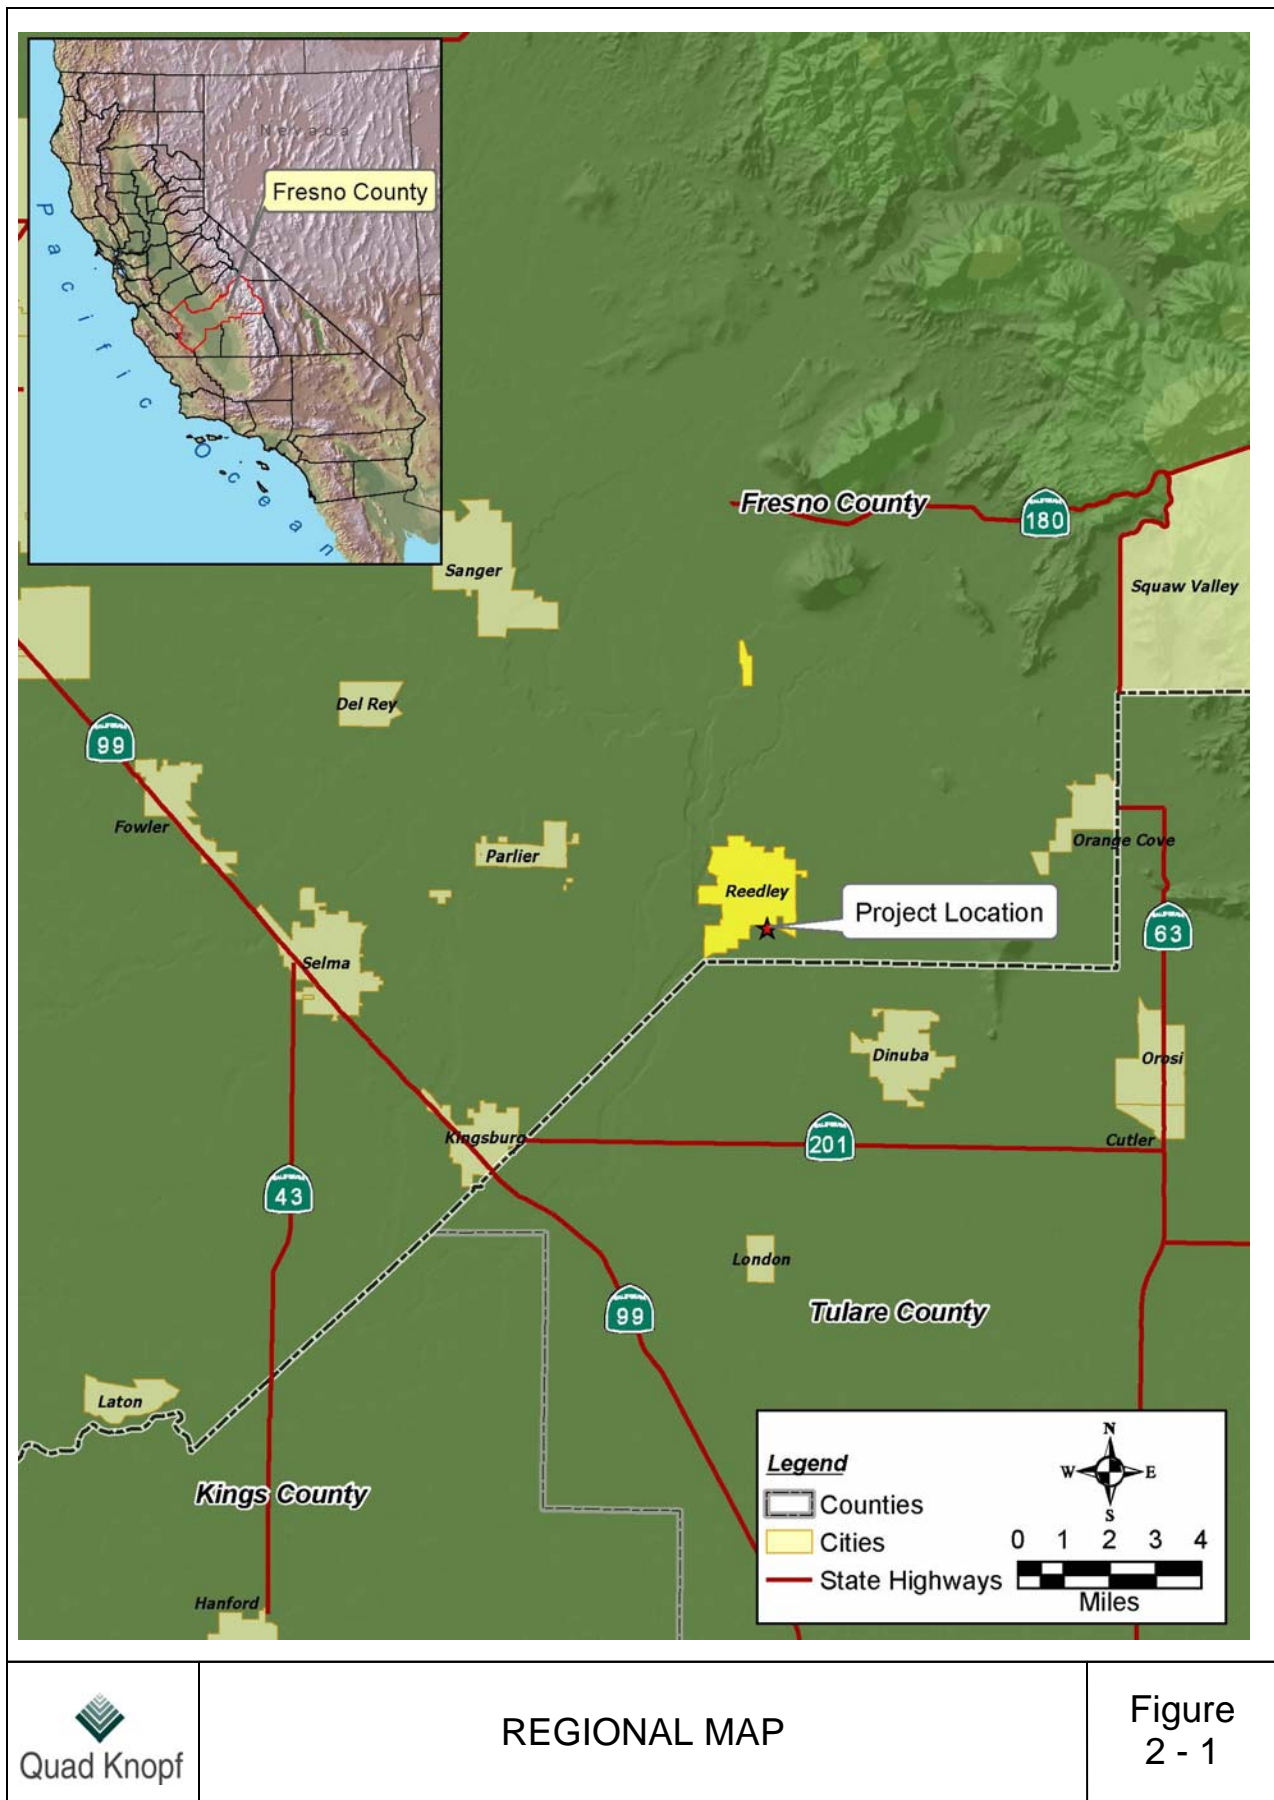 Nevada
Fresno County
Pacific Ocean
Fresno County
180
Sanger
Squaw Valley
Del Rey
99
Fowler
Parlier
Orange Cove
Reedley
Project Location
63
Selma
Dinuba
Orosi
Kingsburg
201
Cutler
43
London
99
Tulare County
Laton
Kings County
Hanford
Legend
Counties
Cities
State Highways
N
W E
S
0 1 2 3 4
Miles
Quad Knopf
REGIONAL MAP
Figure
2 - 1